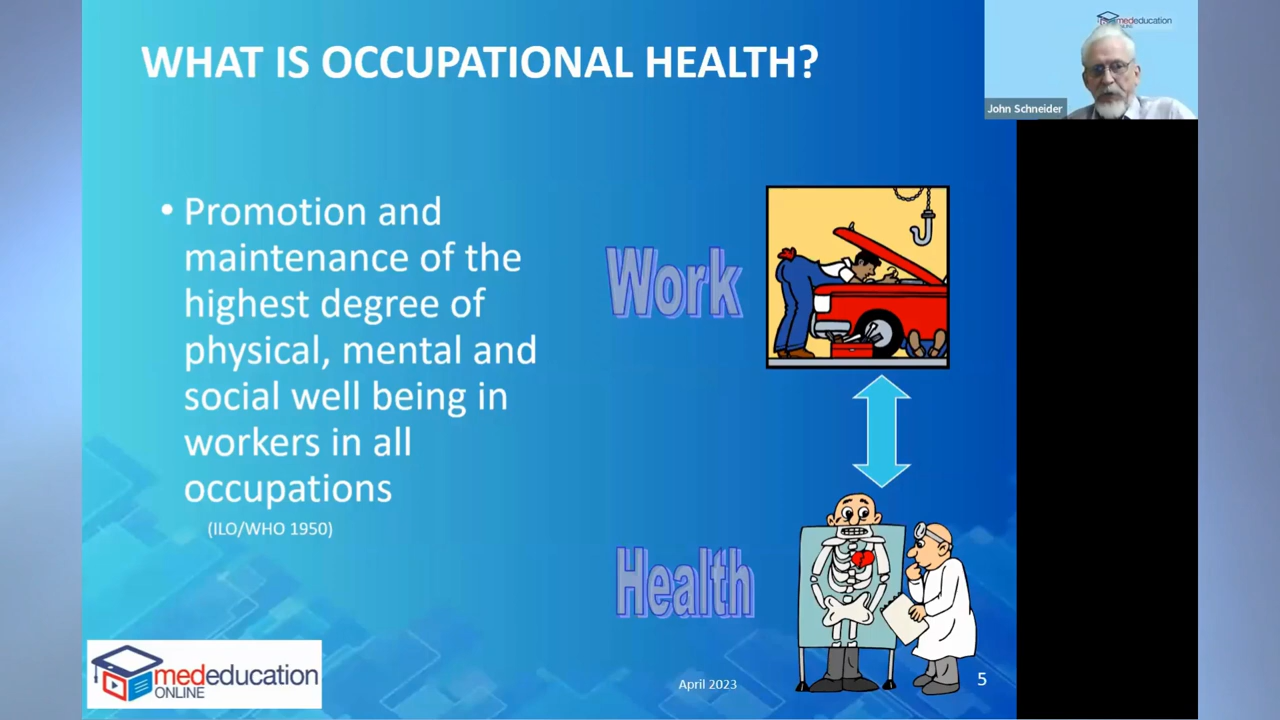 WHAT IS OCCUPATIONAL HEALTH?
mededucation
John Schneider
• Promotion and
maintenance of the
highest degree of
physical, mental and
social well being in
workers in all
occupations
(ILO/WHO 1950)
Work
Health
mededucation
ONLINE
April 2023
5